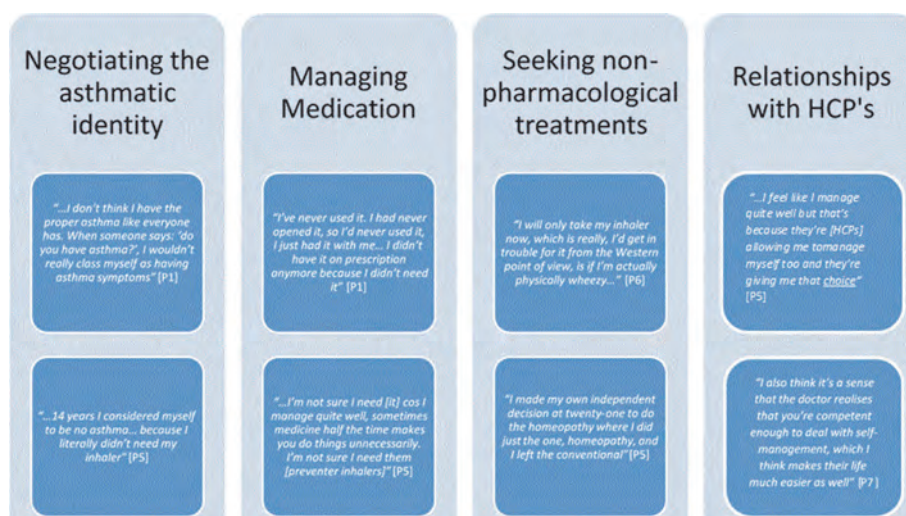 Negotiating the
asthmatic
identity
"...I don't think I have the
proper asthma like everyone
has. When someone says: 'do
you have asthma?', I wouldn't
really class myself as having
asthma symptoms" [P1]
"...14 years I considered myself
to be no asthma... because I
literally didn't need my
inhaler" [P5]
Managing
Medication
"I've never used it. I had never
opened it, so I'd never used it,
I just had it with me... I didn't
have it on prescription
anymore because I didn't need
it" [P1]
"...I'm not sure I need [it] cos I
manage quite well, sometimes
medicine half the time makes
you do things unnecessarily.
I'm not sure I need them
[preventer inhalers]" [P5]
Seeking non-
pharmacological
treatments
"I will only take my inhaler
now, which is really, I'd get in
trouble for it from the Western
point of view, is if I'm actually
physically wheezy..." [P6]
"I made my own independent
decision at twenty-one to do
the homeopathy where I did
just the one, homeopathy, and
I left the conventional"[P5]
Relationships
with HCP's
"...I feel like I manage
quite well but that's
because they're [HCPs]
allowing me tomanage
myself too and they're
giving me that choice"
[P5]
"I also think it's a sense
that the doctor realises
that you're competent
enough to deal with self-
management, which I
think makes their life
much easier as well" [P7]